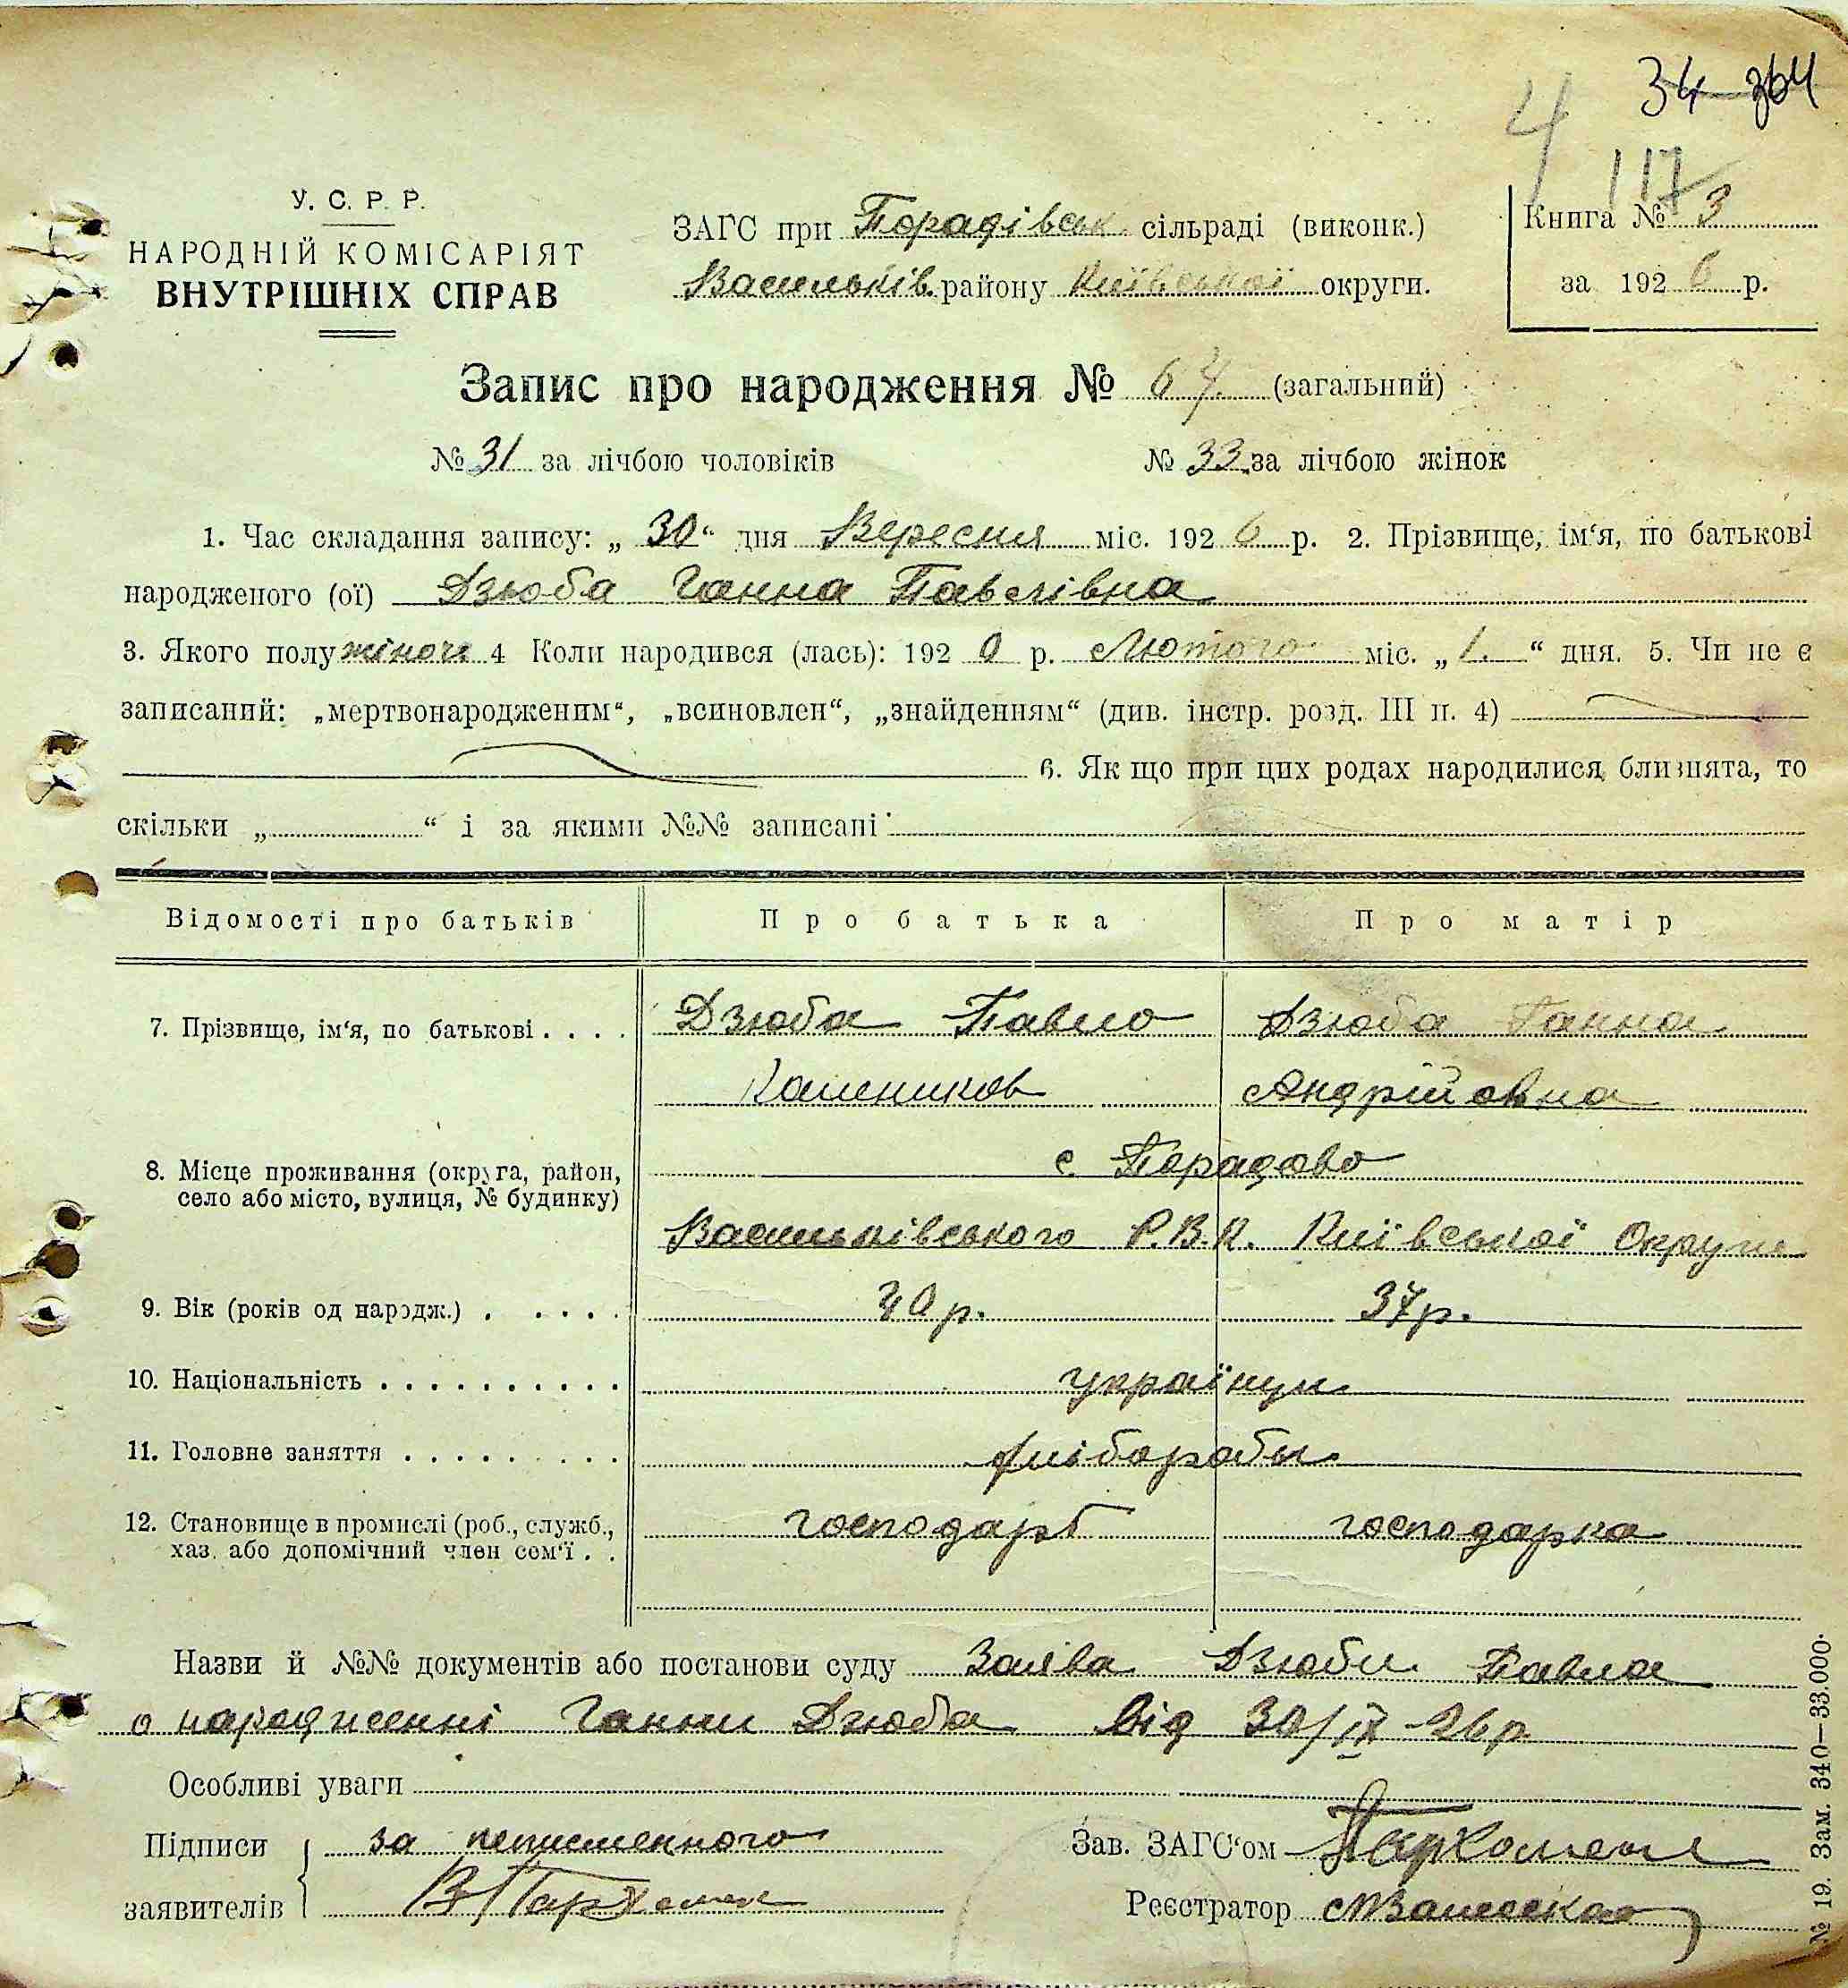 34 364
4
117
У. С. Р. Р.
НАРОДНІЙ КОМІСАРІЯТ
ВНУТРІШНІХ СПРАВ
ЗАГС при Порадівськ. сільраді (виконк.)
Васильків. району Київської округи.
Книга № 3
за 1926 р.
Запис про народження № 64. (загальний)
№ 31 за лічбою чоловіків № 33 за лічбою жінок
1. Час складання запису: „30“ дня Вересня міс. 1926 р. 2. Прізвище, ім‘я, по батькові
народженого (ої) Дзюба Ганна Павлівна
3. Якого полу жіноч 4 Коли народився (лась): 1920 р. Лютого міс. „1.“ дня. 5. Чи не є
записаний: „мертвонародженим“, „всиновлен“, „знайденням“ (див. інстр. розд. III п. 4)
6. Як що при цих родах народилися близнята, то
скільки „ “ і за якими №№ записані
Відомості про батьків Про батька Про матір
7. Прізвище, ім‘я, по батькові . . . . Дзюба Павло Дзюба Ганна
Калеників Андрійовна
8. Місце проживання (округа, район, с. Порадово
село або місто, вулиця, № будинку)
Васильківського Р.В.К. Київської Округи
9. Вік (років од народж.) . . . . . 40 р. 37 р.
10. Національність . . . . . . . . . . українці
11. Головне заняття . . . . . . . . . хлібороби
12. Становище в промислі (роб., служб., господарь господарка
хаз. або допомічний член сем‘ї . .
Назви й №№ документів або постанови суду Заява Дзюби Павла
о народженні Ганни Дзюба від 30/IX 26 р.
Особливі уваги
Підписи за неписменного Зав. ЗАГС‘ом Пархомен
заявителів В Пархомен Реєстратор
№ 19. Зам. 340—33.000.